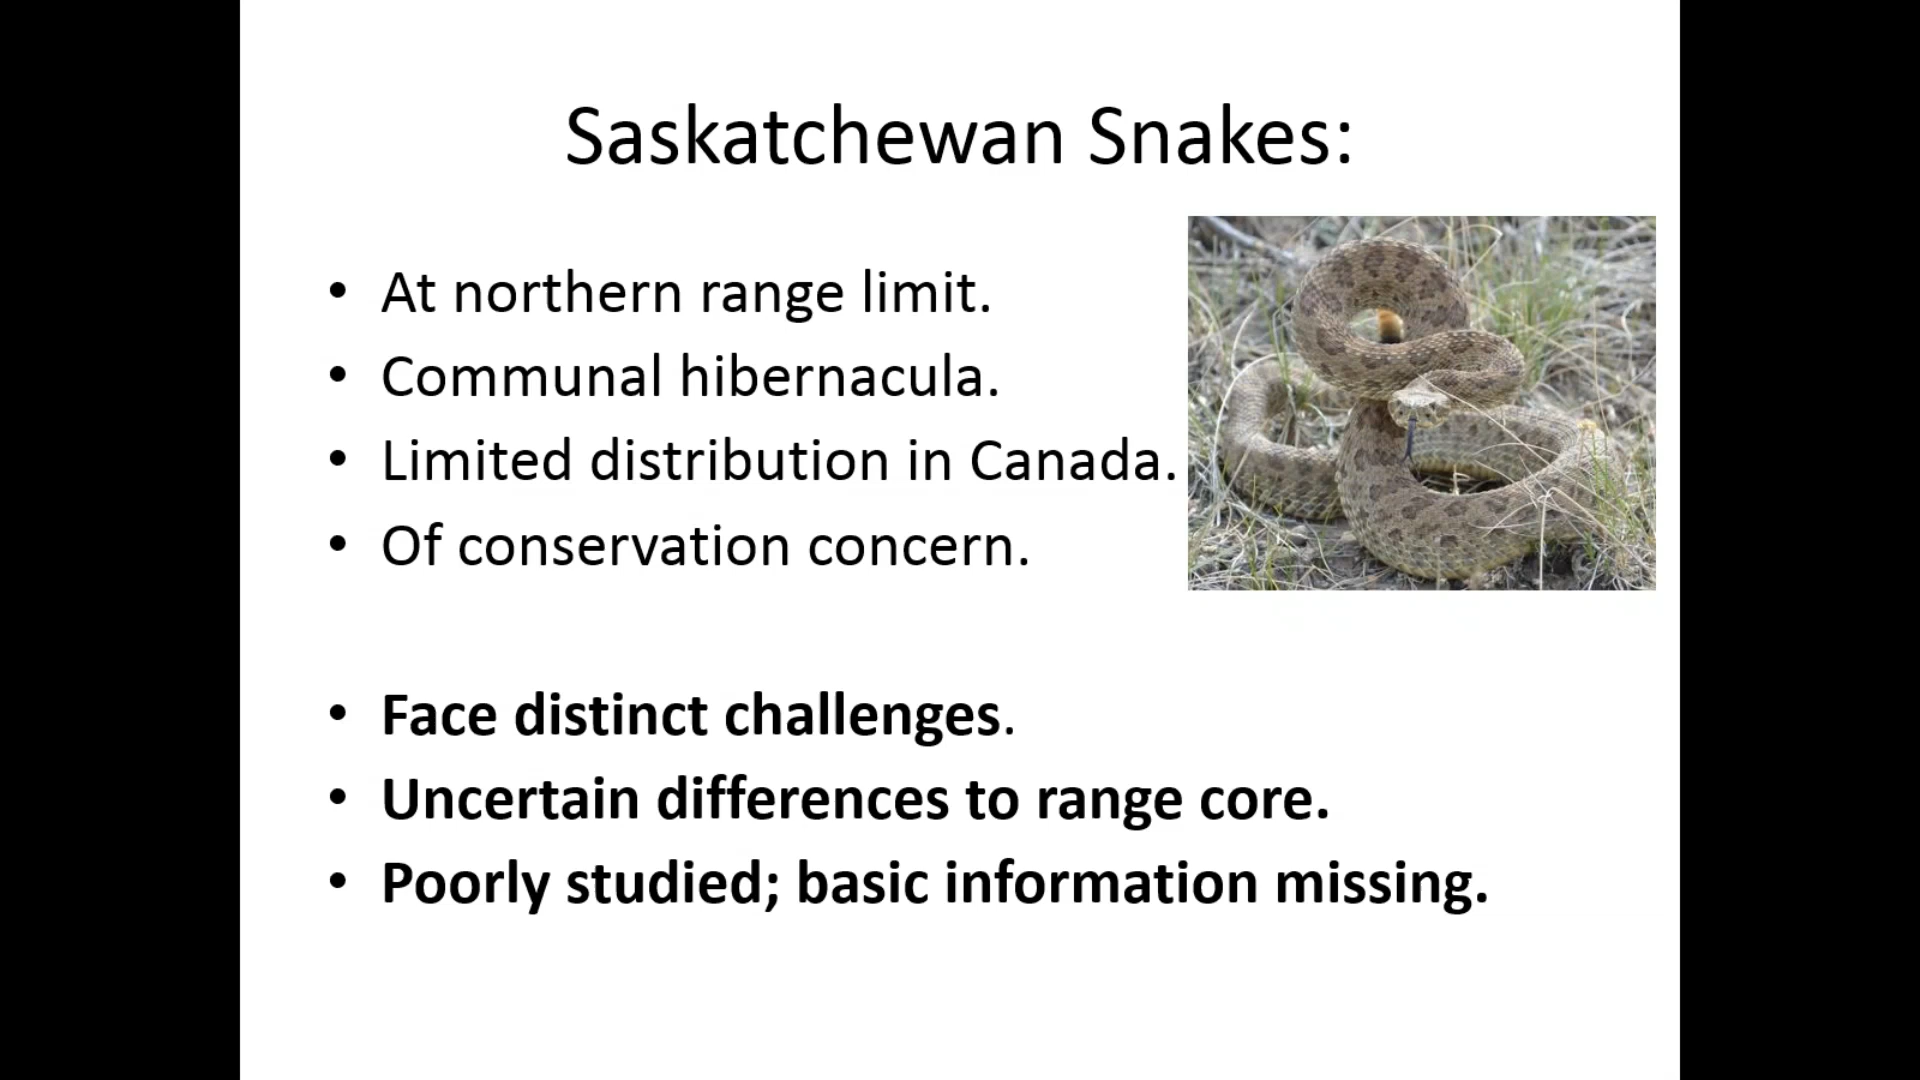 Saskatchewan Snakes:
• At northern range limit.
• Communal hibernacula.
• Limited distribution in Canada.
• Of conservation concern.
• Face distinct challenges.
• Uncertain differences to range core.
• Poorly studied; basic information missing.